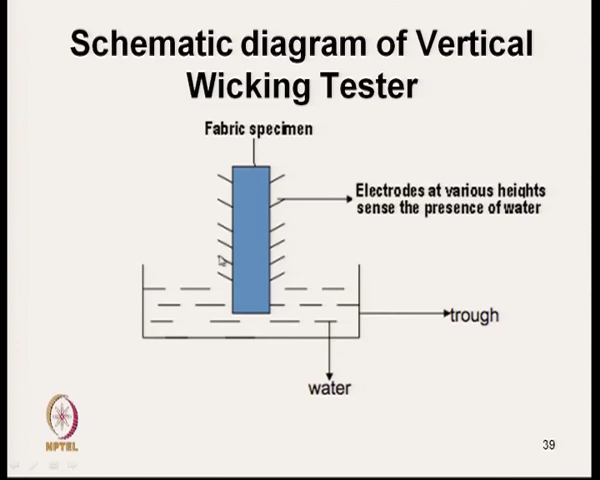 Schematic diagram of Vertical
Wicking Tester
Fabric specimen
Electrodes at various heights
sense the presence of water
trough
water
NPTEL
39